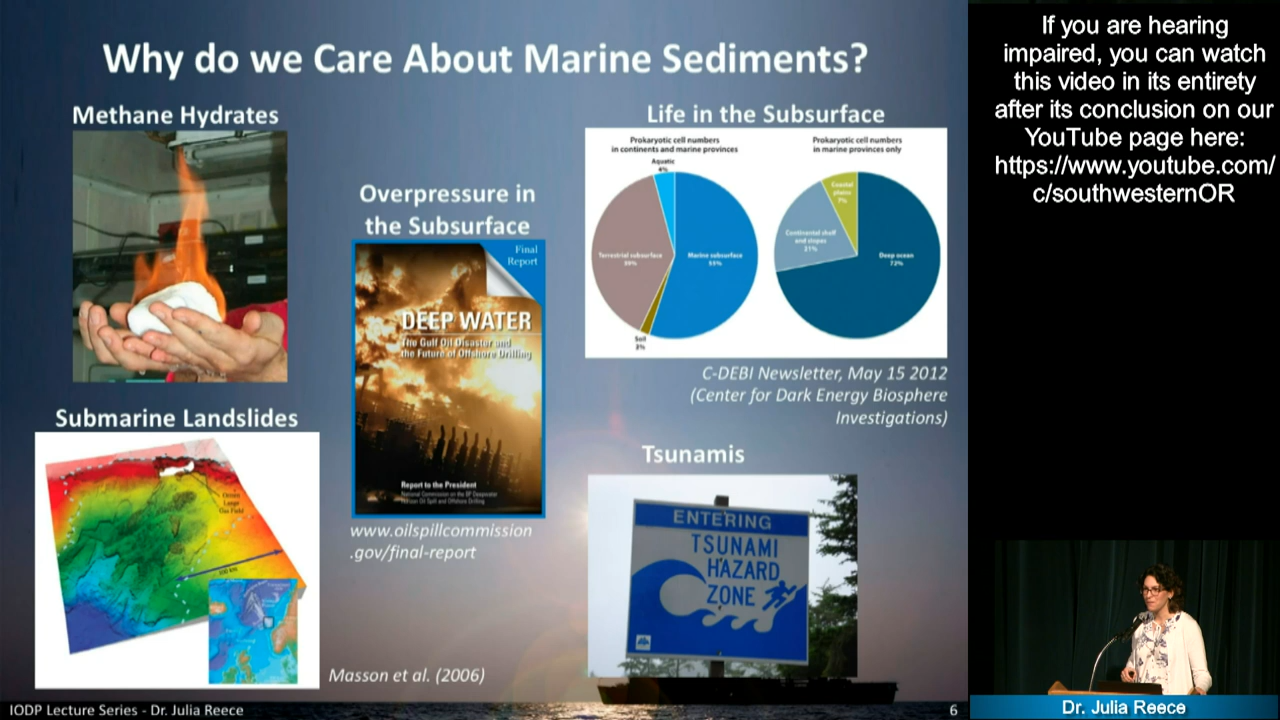 Why do we Care About Marine Sediments?
Methane Hydrates
Overpressure in
the Subsurface
Final
Report
DEEP WATER
The Gulf Oil Disaster and
the Future of Offshore Drilling
Report to the President
National Commission on the BP Deepwater
Horizon Oil Spill and Offshore Drilling
www.oilspillcommission
.gov/final-report
Life in the Subsurface
Prokaryotic cell numbers
in continents and marine provinces
Aquatic
4%
Terrestrial subsurface
39%
Marine subsurface
55%
Soil
2%
Prokaryotic cell numbers
in marine provinces only
Coastal
plains
7%
Continental shelf
and slopes
21%
Deep ocean
72%
C-DEBI Newsletter, May 15 2012
(Center for Dark Energy Biosphere
Investigations)
Submarine Landslides
Ormen
Lange
Gas Field
100 km
Masson et al. (2006)
Tsunamis
ENTERING
TSUNAMI
HAZARD
ZONE
IODP Lecture Series - Dr. Julia Reece
6
If you are hearing
impaired, you can watch
this video in its entirety
after its conclusion on our
YouTube page here:
https://www.youtube.com/
c/southwesternOR
Dr. Julia Reece